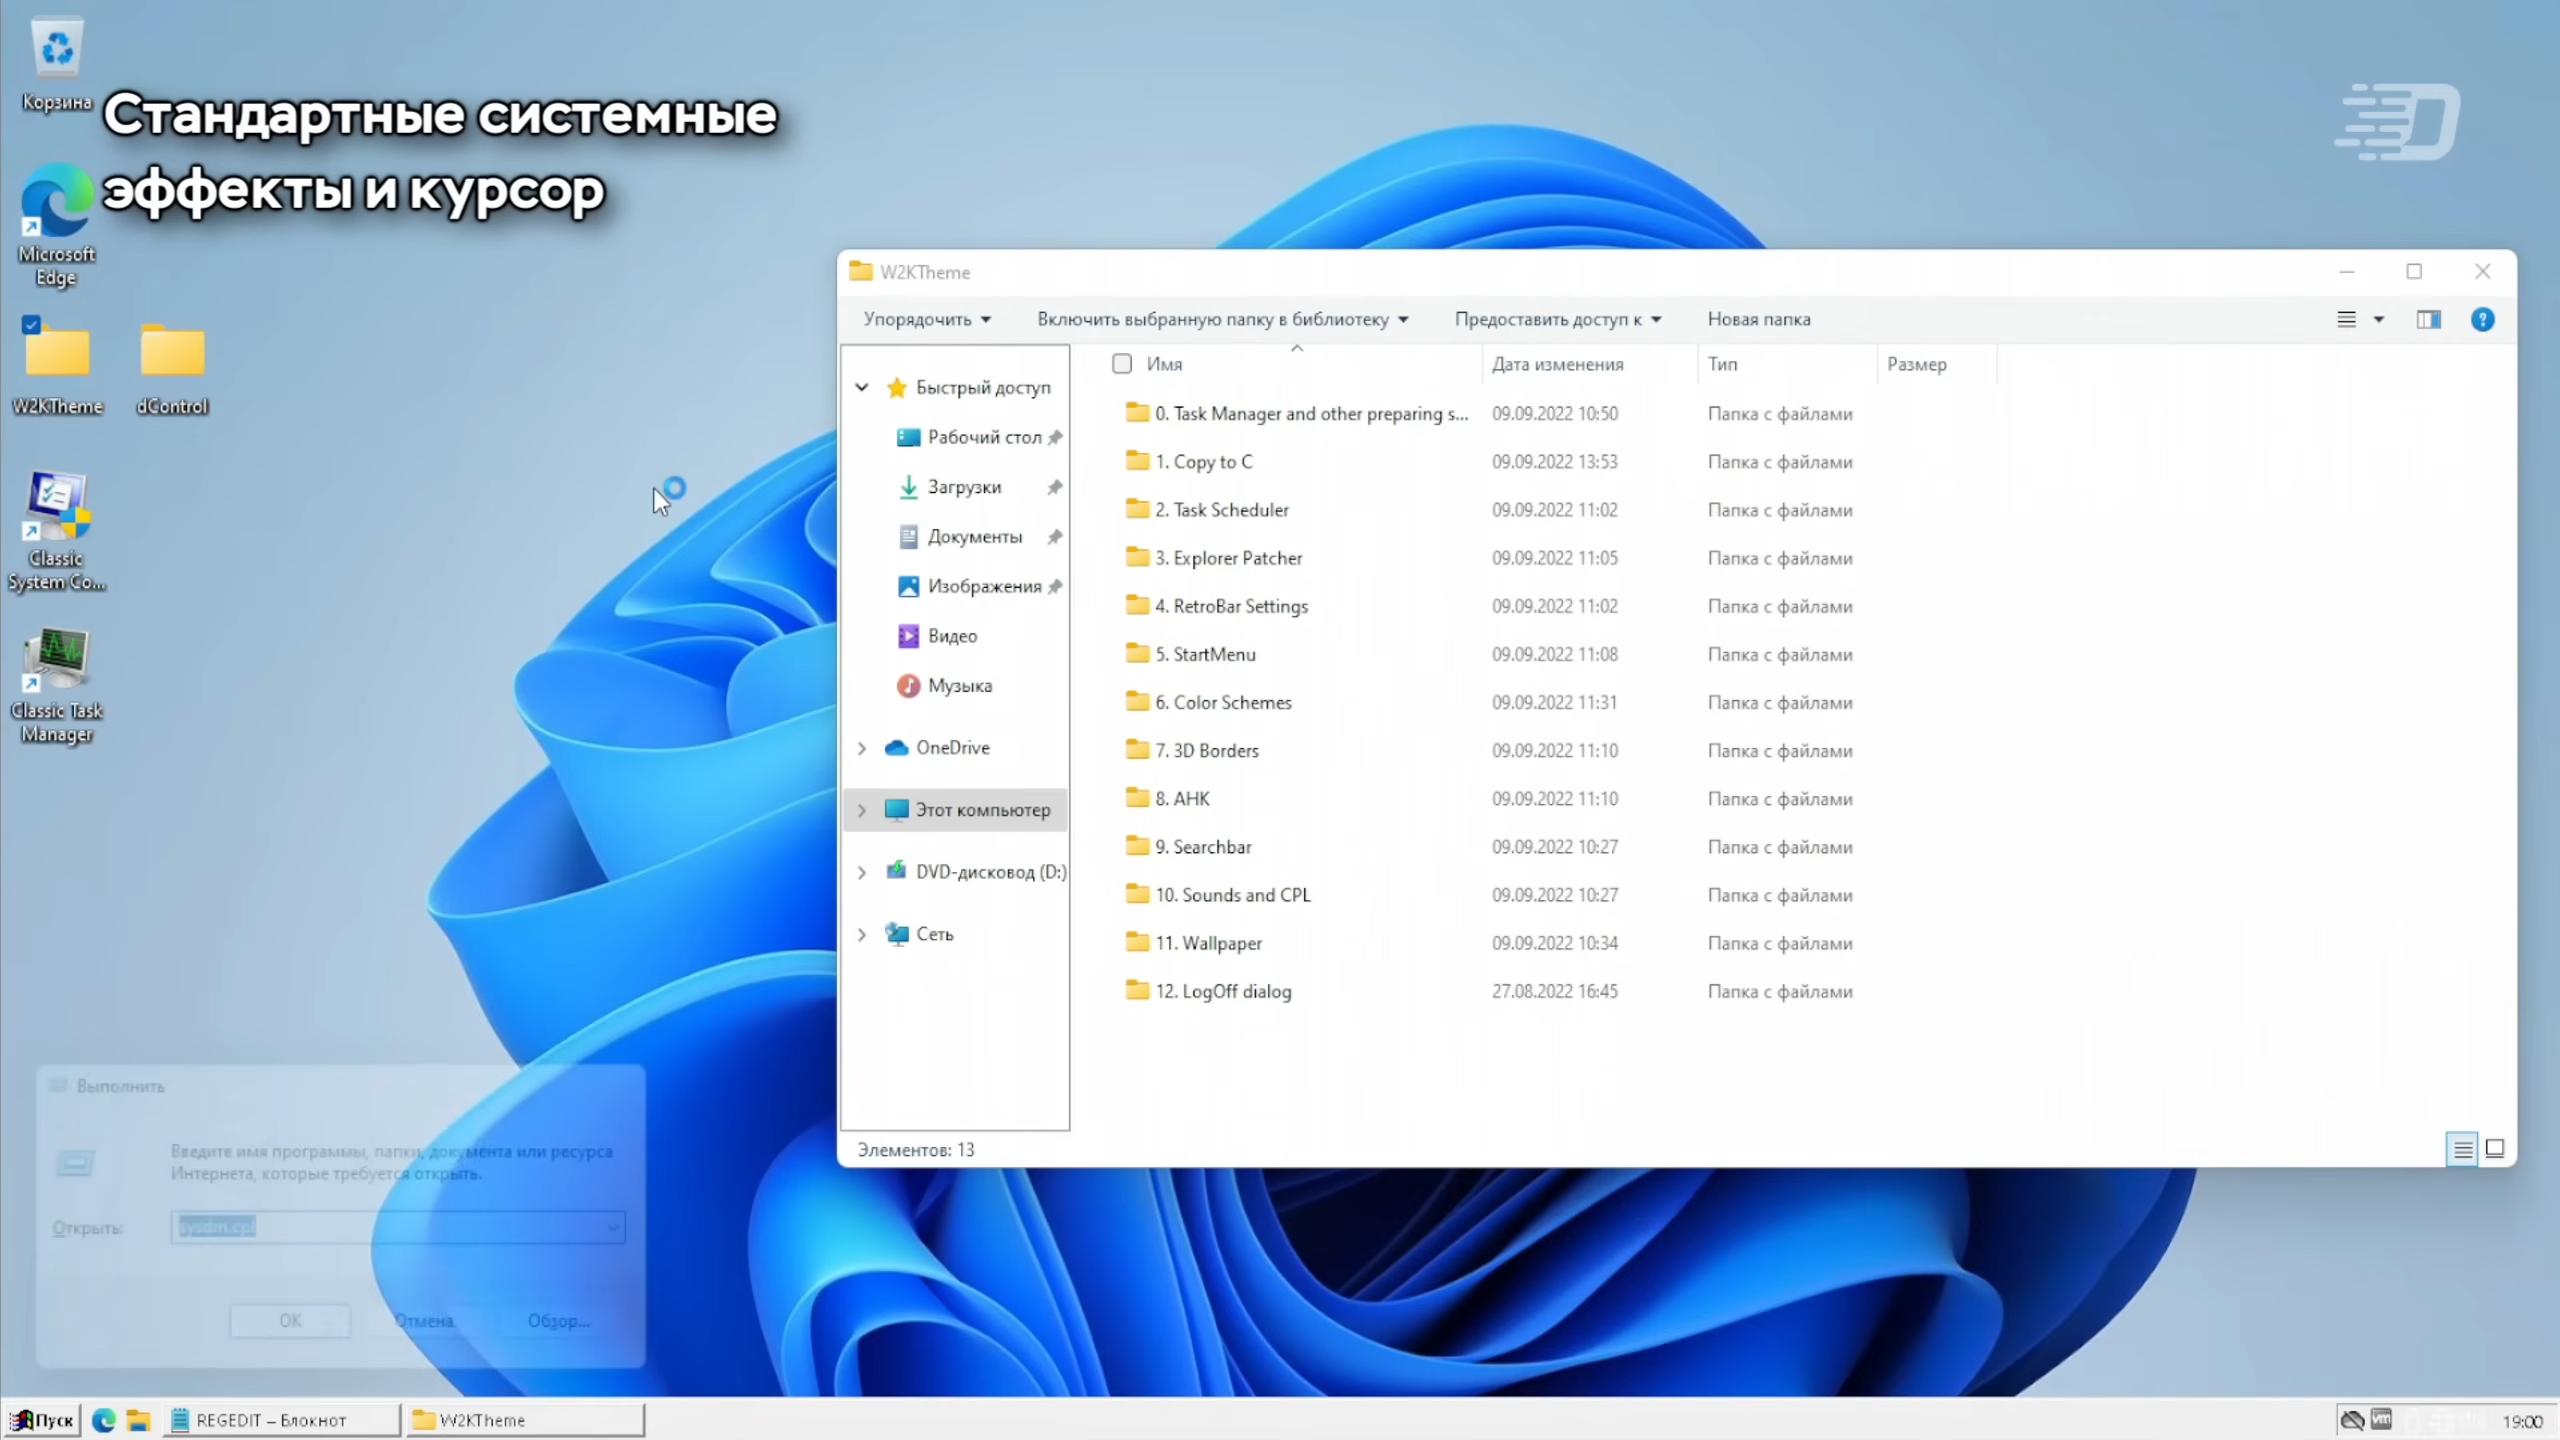 Корзина
Стандартные системные
эффекты и курсор
Microsoft
Edge
W2KTheme
dControl
Classic
System Co...
Classic Task
Manager
W2KTheme
Упорядочить
Включить выбранную папку в библиотеку
Предоставить доступ к
Новая папка
Имя
Дата изменения
Тип
Размер
Быстрый доступ
Рабочий стол
Загрузки
Документы
Изображения
Видео
Музыка
OneDrive
Этот компьютер
DVD-дисковод (D:)
Сеть
0. Task Manager and other preparing s... 09.09.2022 10:50 Папка с файлами
1. Copy to C 09.09.2022 13:53 Папка с файлами
2. Task Scheduler 09.09.2022 11:02 Папка с файлами
3. Explorer Patcher 09.09.2022 11:05 Папка с файлами
4. RetroBar Settings 09.09.2022 11:02 Папка с файлами
5. StartMenu 09.09.2022 11:08 Папка с файлами
6. Color Schemes 09.09.2022 11:31 Папка с файлами
7. 3D Borders 09.09.2022 11:10 Папка с файлами
8. AHK 09.09.2022 11:10 Папка с файлами
9. Searchbar 09.09.2022 10:27 Папка с файлами
10. Sounds and CPL 09.09.2022 10:27 Папка с файлами
11. Wallpaper 09.09.2022 10:34 Папка с файлами
12. LogOff dialog 27.08.2022 16:45 Папка с файлами
Элементов: 13
Выполнить
Введите имя программы, папки, документа или ресурса
Интернета, которые требуется открыть.
Открыть:
sysdm.cpl
ОК
Отмена
Обзор...
Пуск
REGEDIT – Блокнот
W2KTheme
vm
19:00